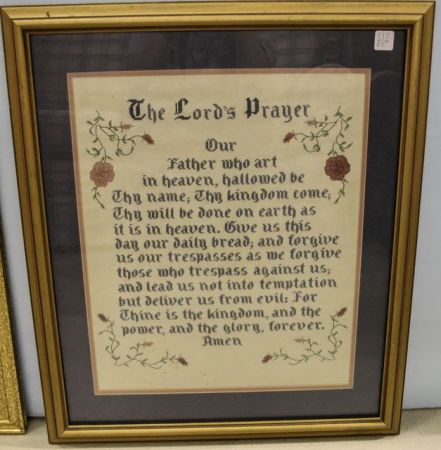 The Lord's Prayer
Our
Father who art
in heaven, hallowed be
Thy name; Thy kingdom come;
Thy will be done on earth as
it is in heaven. Give us this
day our daily bread; and forgive
us our trespasses as we forgive
those who trespass against us;
and lead us not into temptation
but deliver us from evil: For
Thine is the kingdom, and the
power, and the glory, forever.
Amen